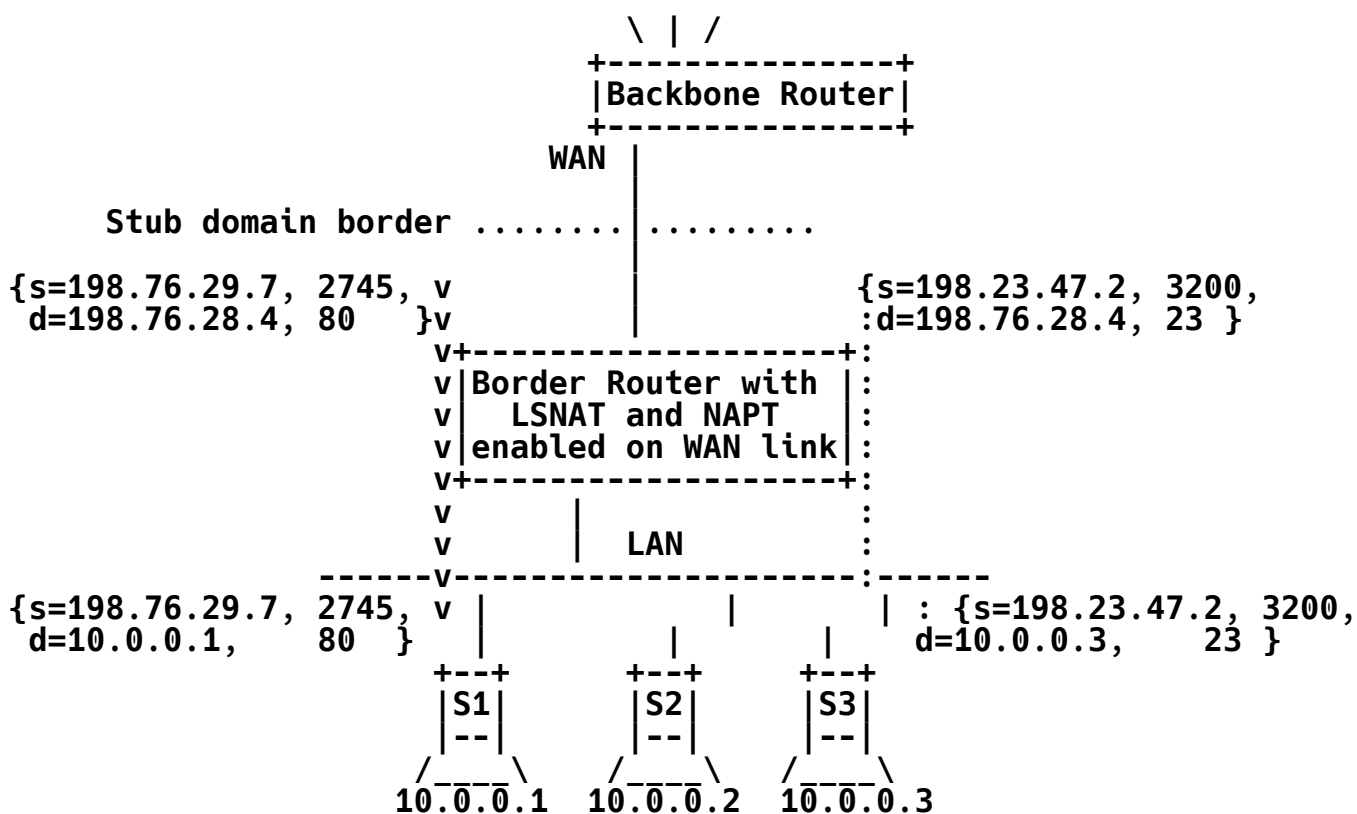 \ | /
+---------------+
|Backbone Router|
+---------------+
WAN |
|
Stub domain border ........|.........
|
{s=198.76.29.7, 2745, v | {s=198.23.47.2, 3200,
d=198.76.28.4, 80 }v | :d=198.76.28.4, 23 }
v+-------------------+:
v|Border Router with |:
v| LSNAT and NAPT |:
v|enabled on WAN link|:
v+-------------------+:
v | :
v | LAN :
------v---------------------:------
{s=198.76.29.7, 2745, v | | | : {s=198.23.47.2, 3200,
d=10.0.0.1, 80 } | | | d=10.0.0.3, 23 }
+--+ +--+ +--+
|S1| |S2| |S3|
|--| |--| |--|
/____\ /____\ /____\
10.0.0.1 10.0.0.2 10.0.0.3